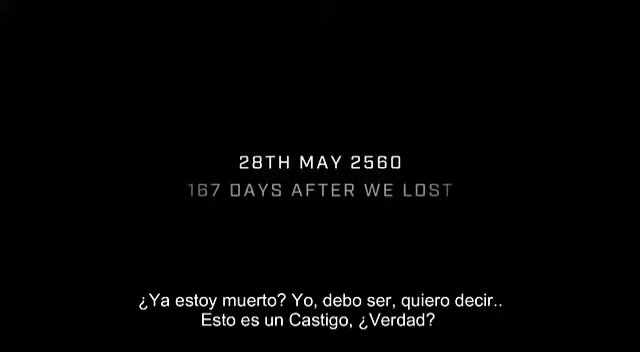 28TH MAY 2560
167 DAYS AFTER WE LOST
¿Ya estoy muerto? Yo, debo ser, quiero decir..
Esto es un Castigo, ¿Verdad?